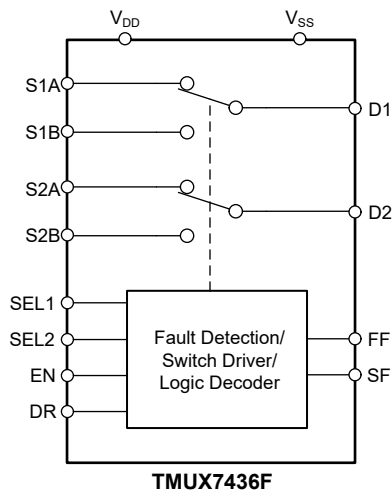 VDD
VSS
S1A
D1
S1B
S2A
D2
S2B
SEL1
SEL2
EN
DR
Fault Detection/
Switch Driver/
Logic Decoder
FF
SF
TMUX7436F